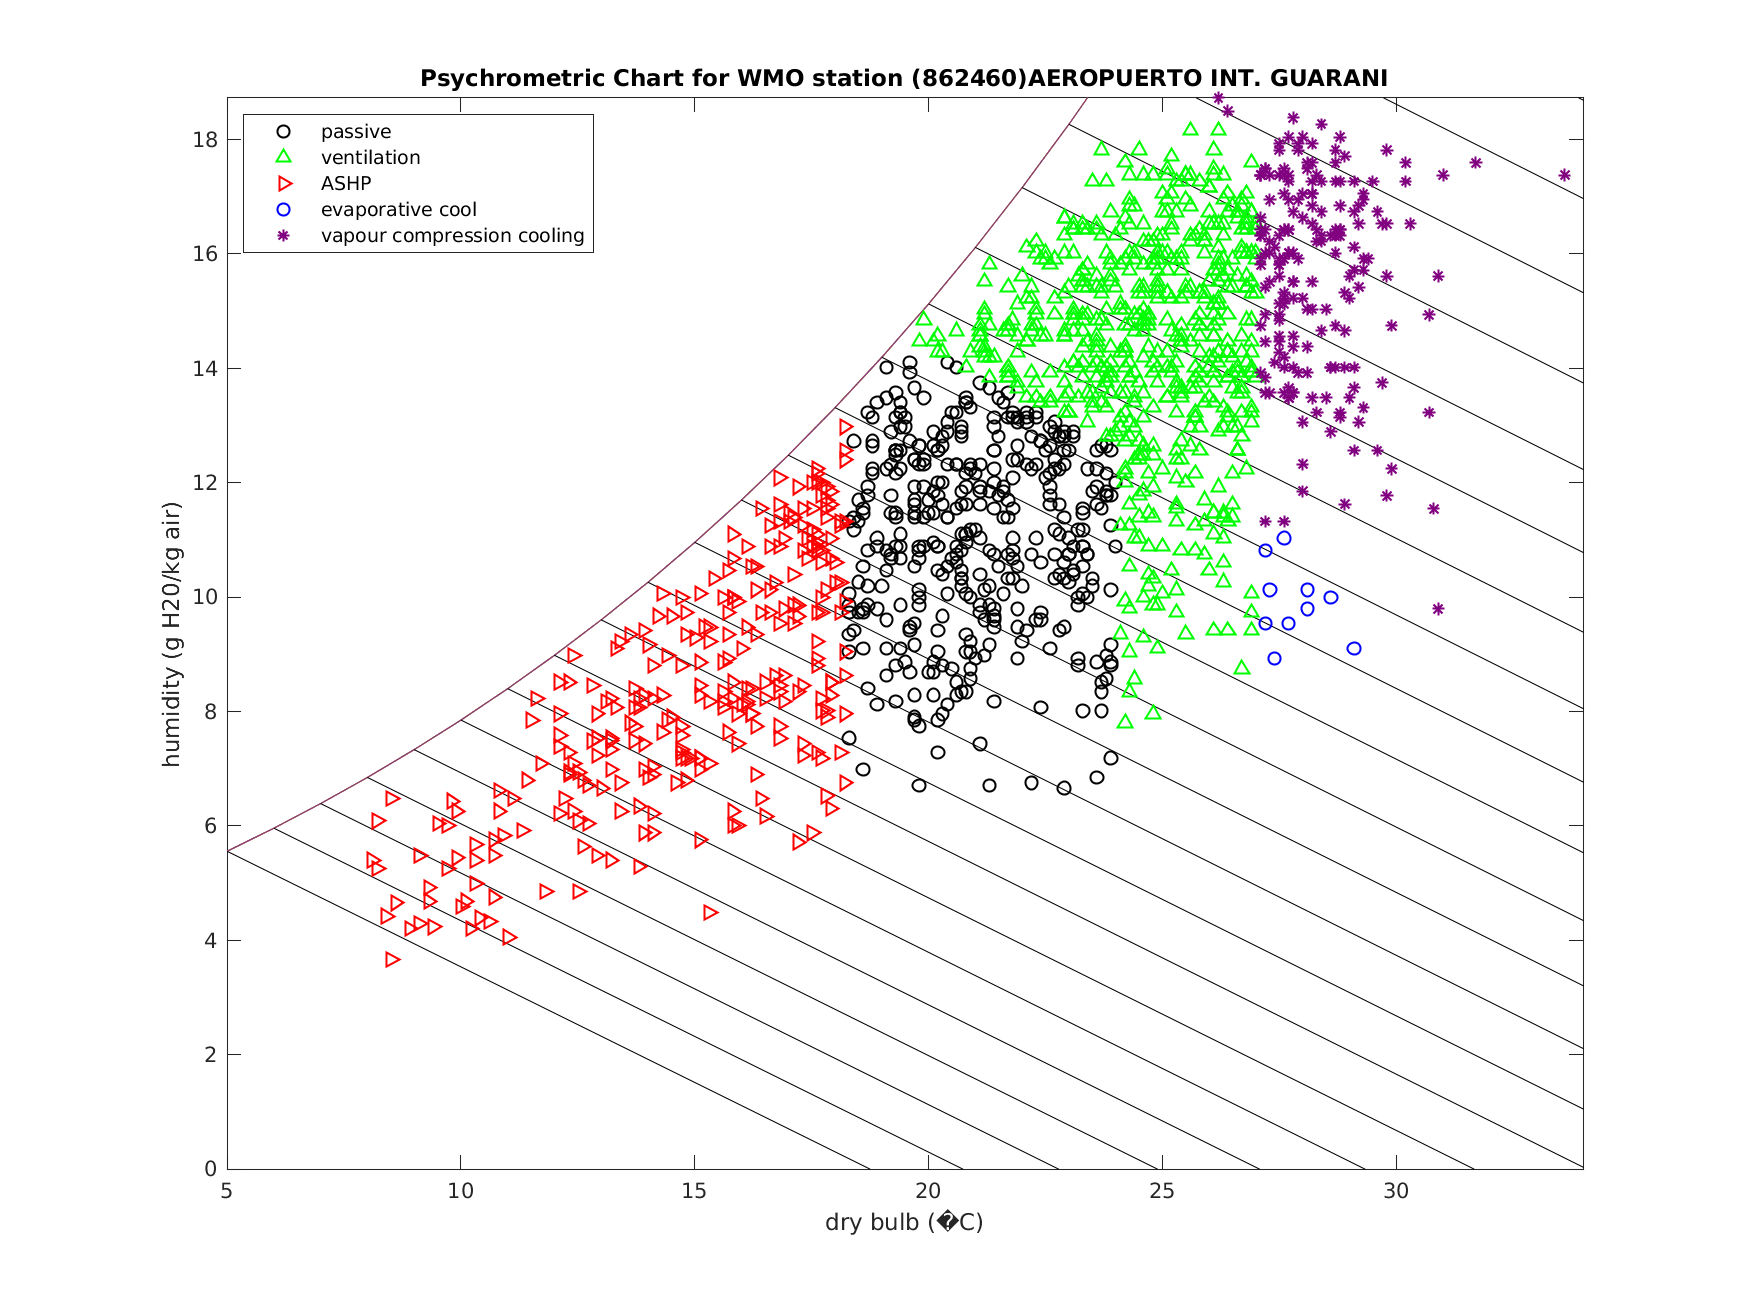 Psychrometric Chart for WMO station (862460)AEROPUERTO INT. GUARANI
passive
ventilation
ASHP
evaporative cool
vapour compression cooling
18
16
14
12
10
8
6
4
2
0
humidity (g H20/kg air)
5 10 15 20 25 30
dry bulb (�C)